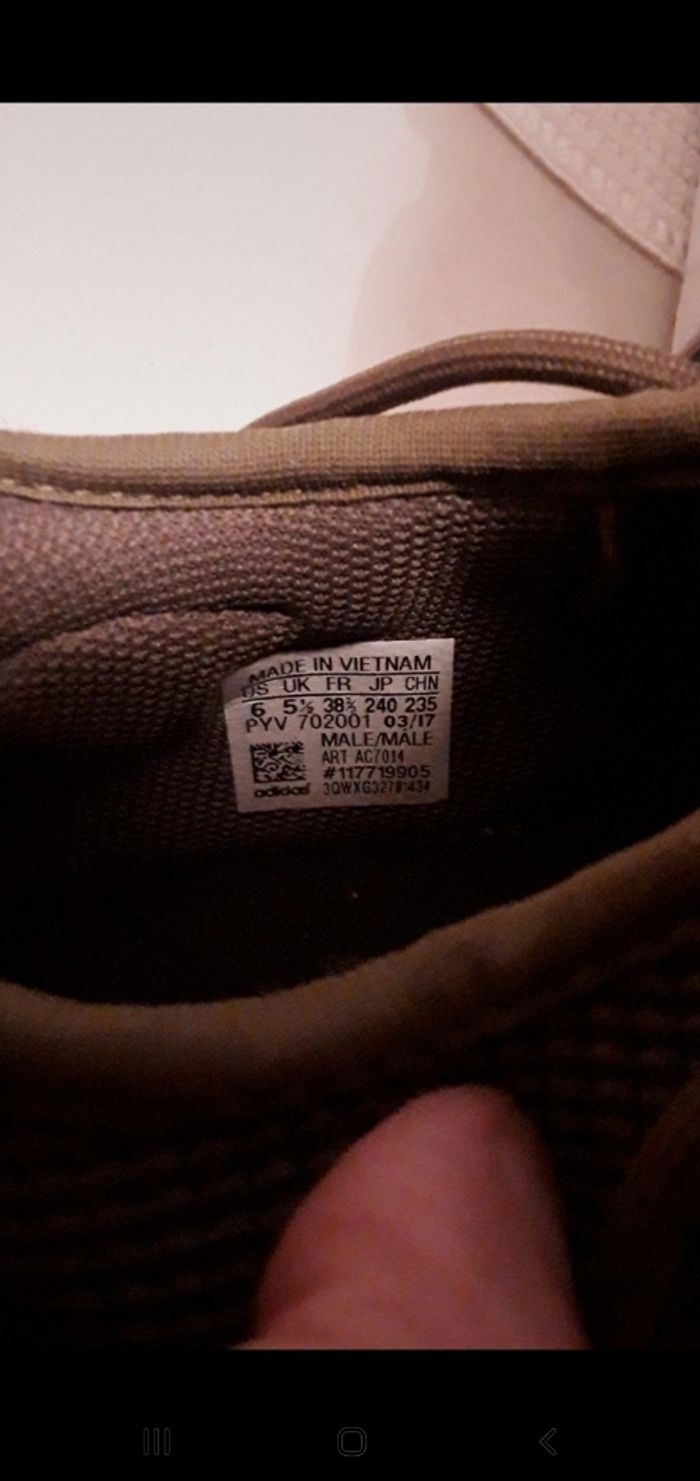 MADE IN VIETNAM
US UK FR JP CHN
6 5½ 38⅔ 240 235
PYV 702001 03/17
MALE/MÂLE
ART AC7014
#117719905
adidas